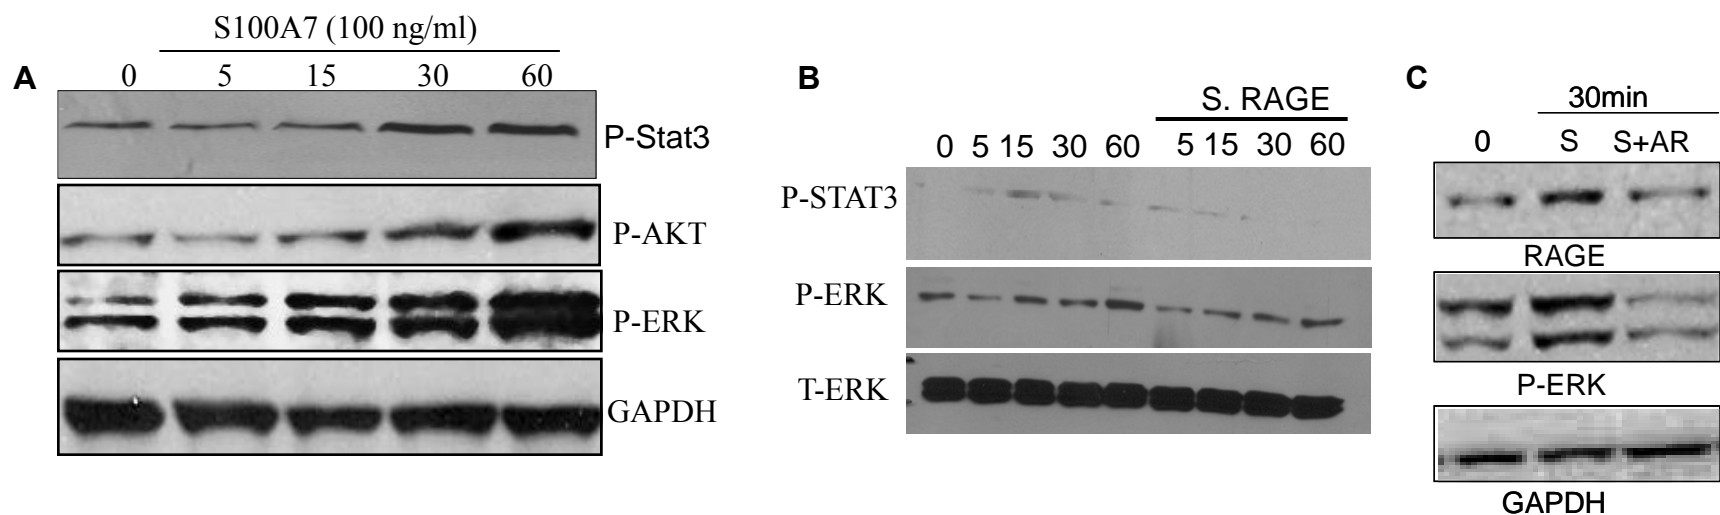 S100A7 (100 ng/ml)
A
0 5 15 30 60
P-Stat3
P-AKT
P-ERK
GAPDH
B
S. RAGE
0 5 15 30 60 5 15 30 60
P-STAT3
P-ERK
T-ERK
C
30min
0 S S+AR
RAGE
P-ERK
GAPDH